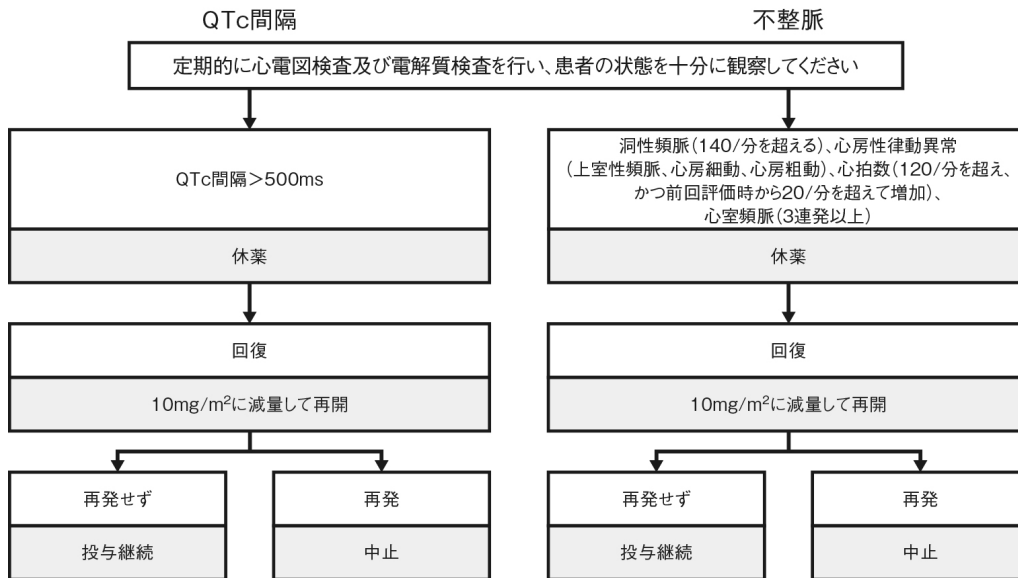 QTc間隔
不整脈
定期的に心電図検査及び電解質検査を行い、患者の状態を十分に観察してください
QTc間隔>500ms
休薬
回復
10mg/m²に減量して再開
再発せず
投与継続
再発
中止
洞性頻脈(140/分を超える)、心房性律動異常
(上室性頻脈、心房細動、心房粗動)、心拍数(120/分を超え、
かつ前回評価時から20/分を超えて増加)、
心室頻脈(3連発以上)
休薬
回復
10mg/m²に減量して再開
再発せず
投与継続
再発
中止